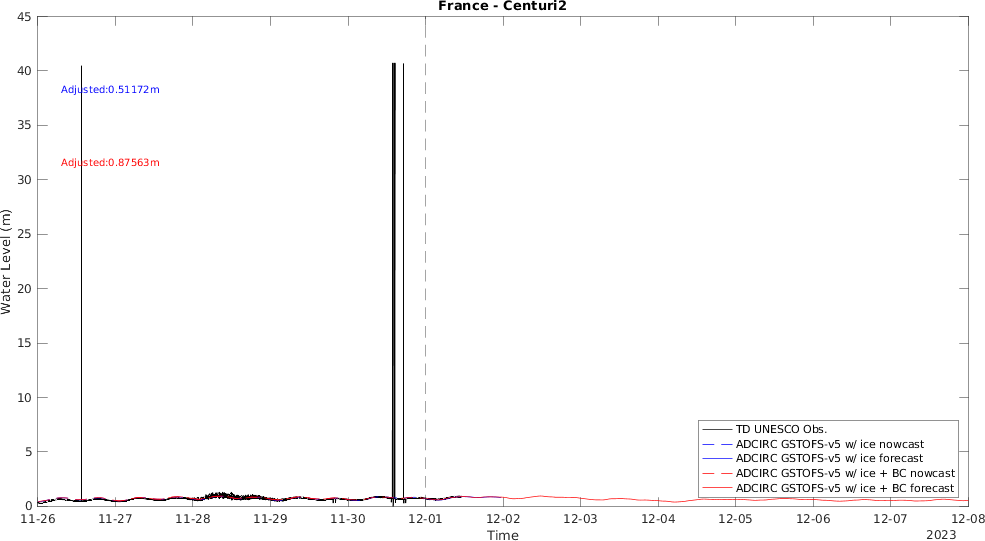 France - Centuri2
45
40
35
30
25
20
15
10
5
0
Water Level (m)
Adjusted:0.51172m
Adjusted:0.87563m
TD UNESCO Obs.
ADCIRC GSTOFS-v5 w/ ice nowcast
ADCIRC GSTOFS-v5 w/ ice forecast
ADCIRC GSTOFS-v5 w/ ice + BC nowcast
ADCIRC GSTOFS-v5 w/ ice + BC forecast
11-26 11-27 11-28 11-29 11-30 12-01 12-02 12-03 12-04 12-05 12-06 12-07 12-08
Time
2023